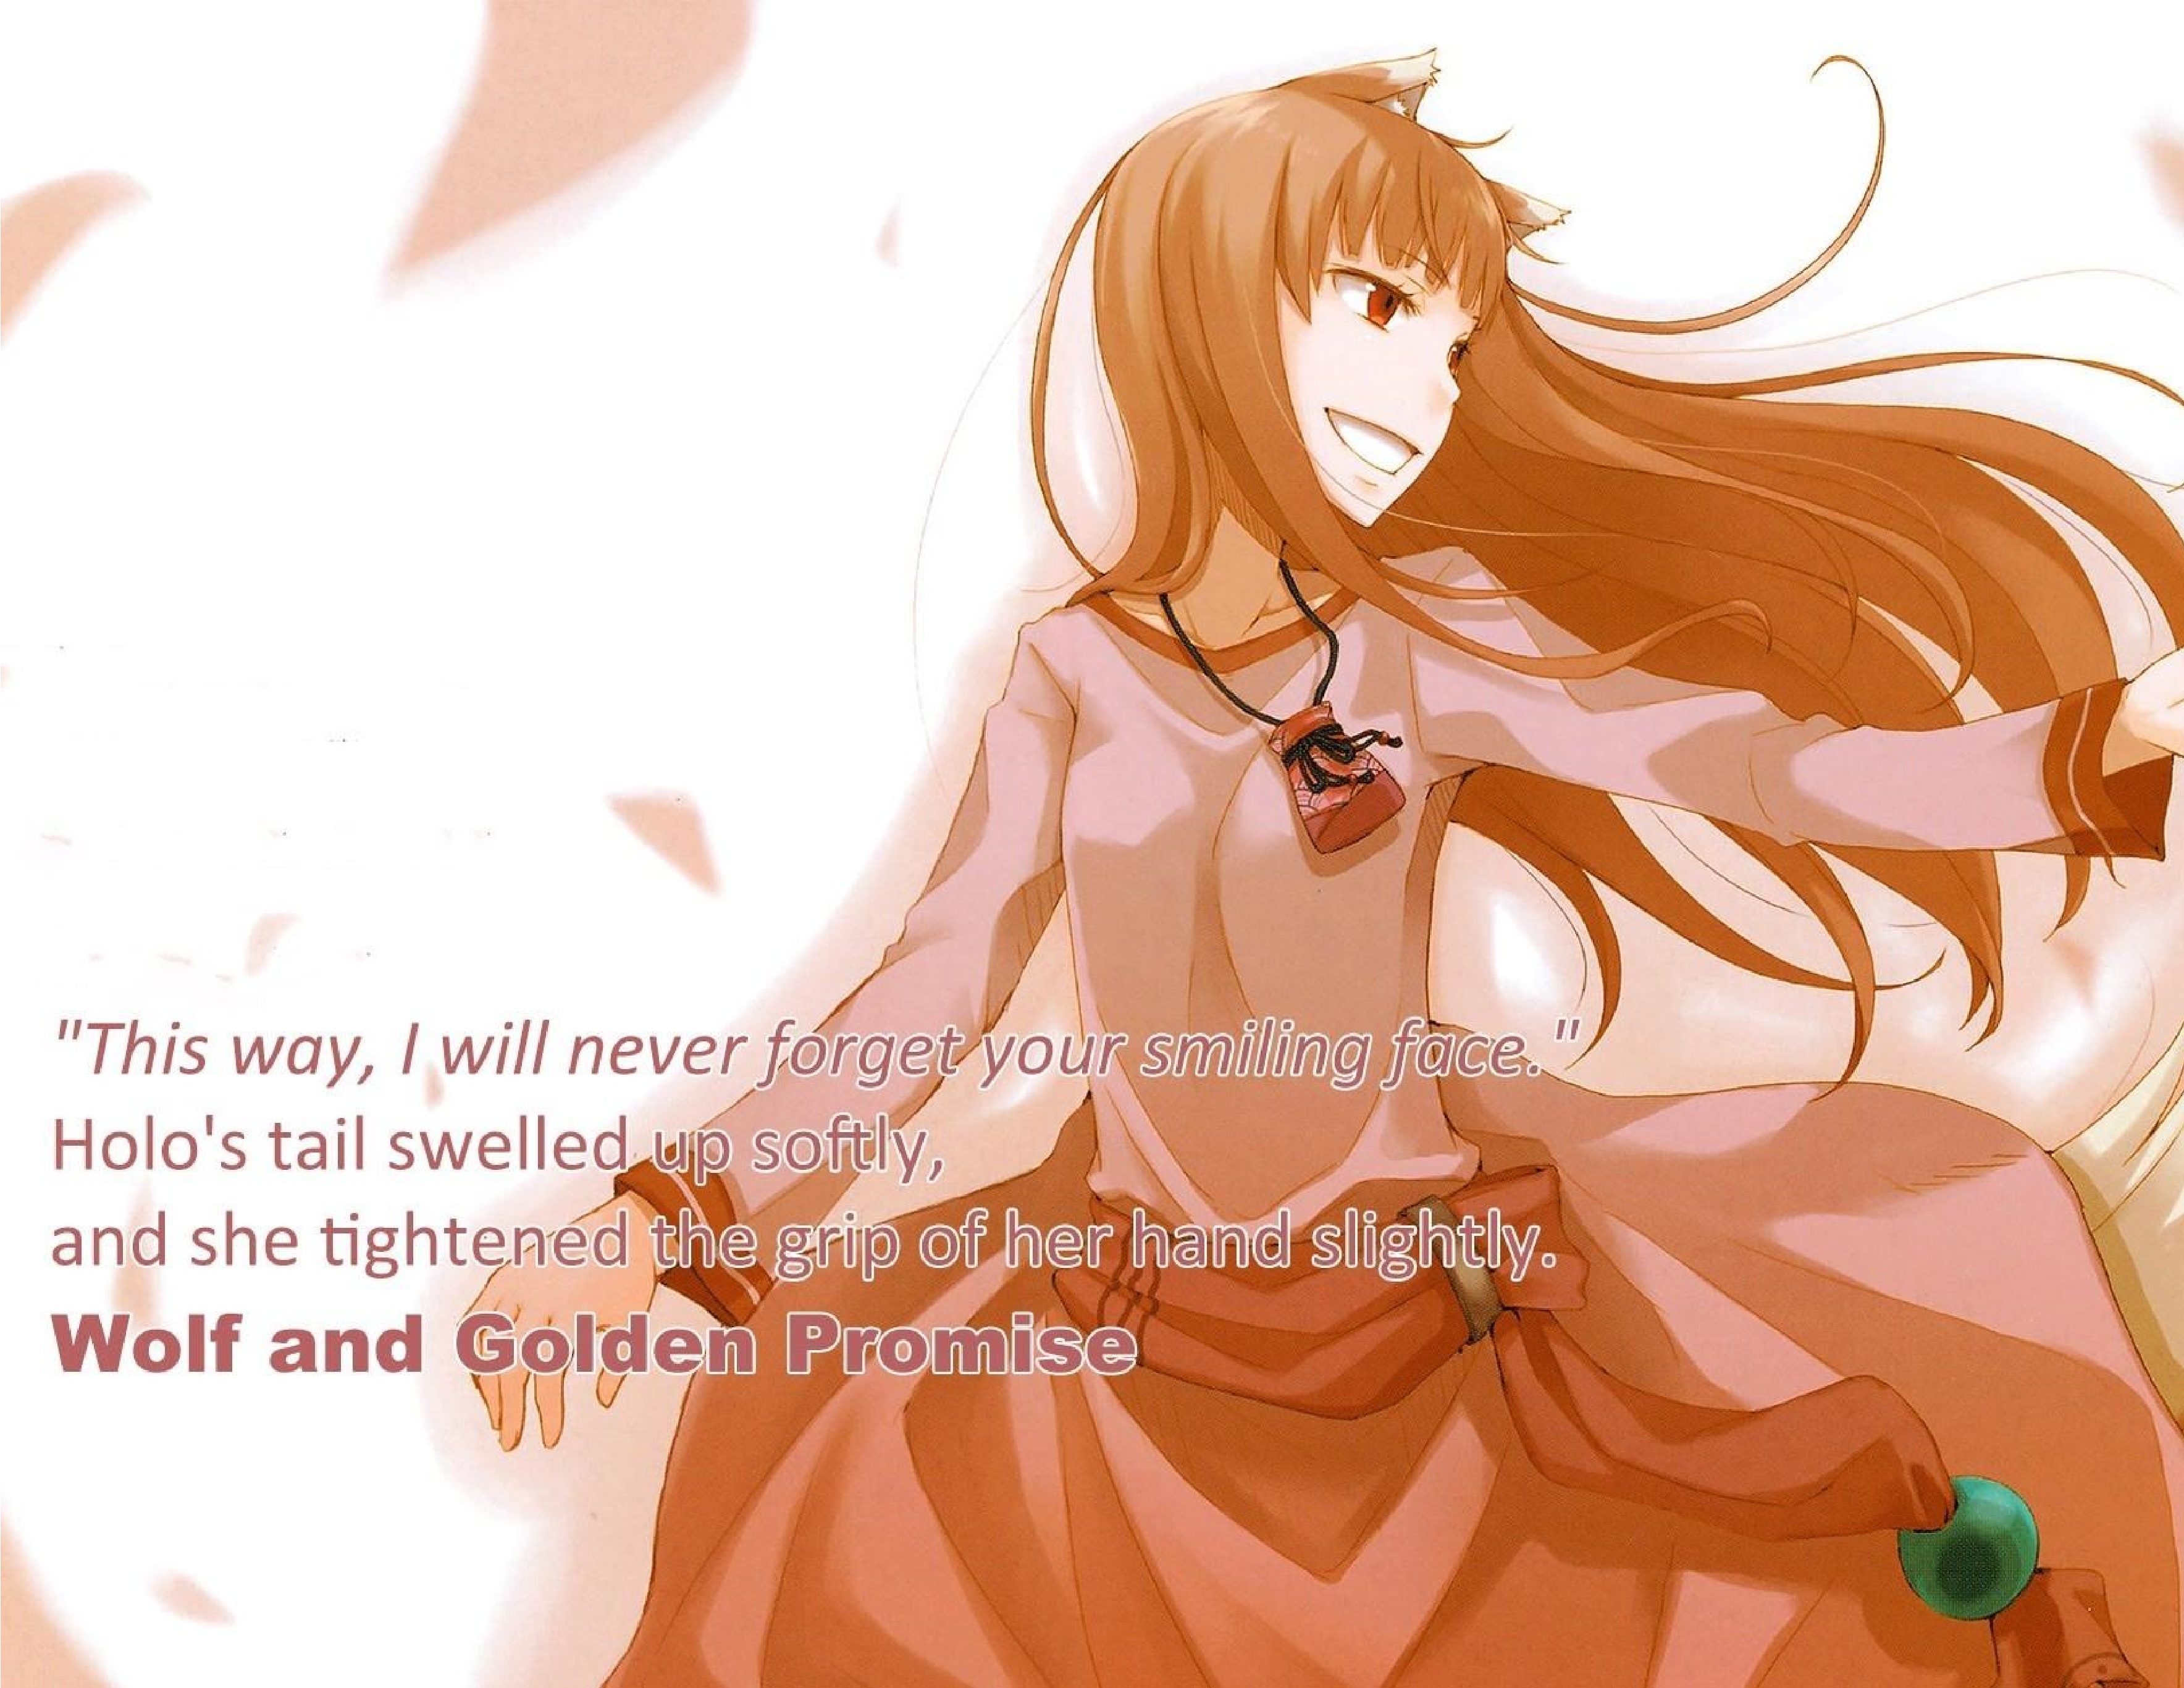 "This way, I will never forget your smiling face."
Holo's tail swelled up softly,
and she tightened the grip of her hand slightly.
Wolf and Golden Promise